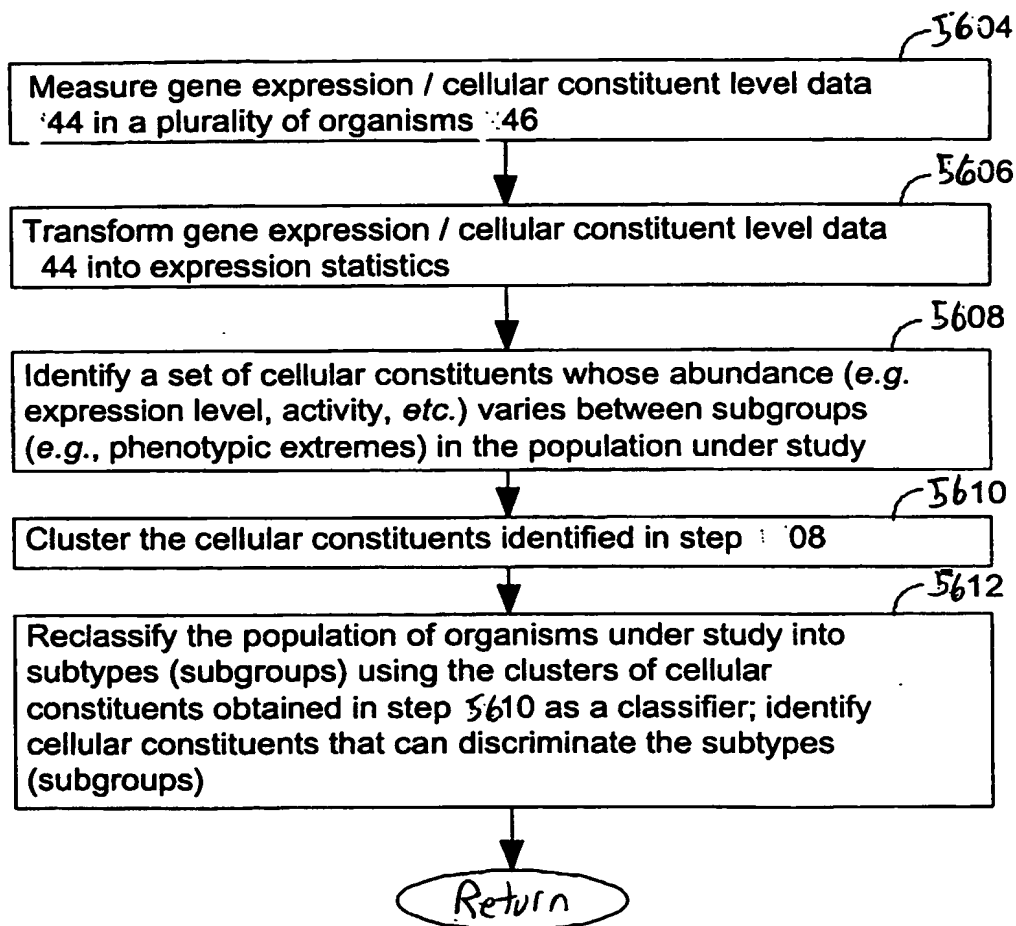 5604
Measure gene expression / cellular constituent level data
44 in a plurality of organisms 46
5606
Transform gene expression / cellular constituent level data
44 into expression statistics
5608
Identify a set of cellular constituents whose abundance (e.g.
expression level, activity, etc.) varies between subgroups
(e.g., phenotypic extremes) in the population under study
5610
Cluster the cellular constituents identified in step 08
5612
Reclassify the population of organisms under study into
subtypes (subgroups) using the clusters of cellular
constituents obtained in step 5610 as a classifier; identify
cellular constituents that can discriminate the subtypes
(subgroups)
Return